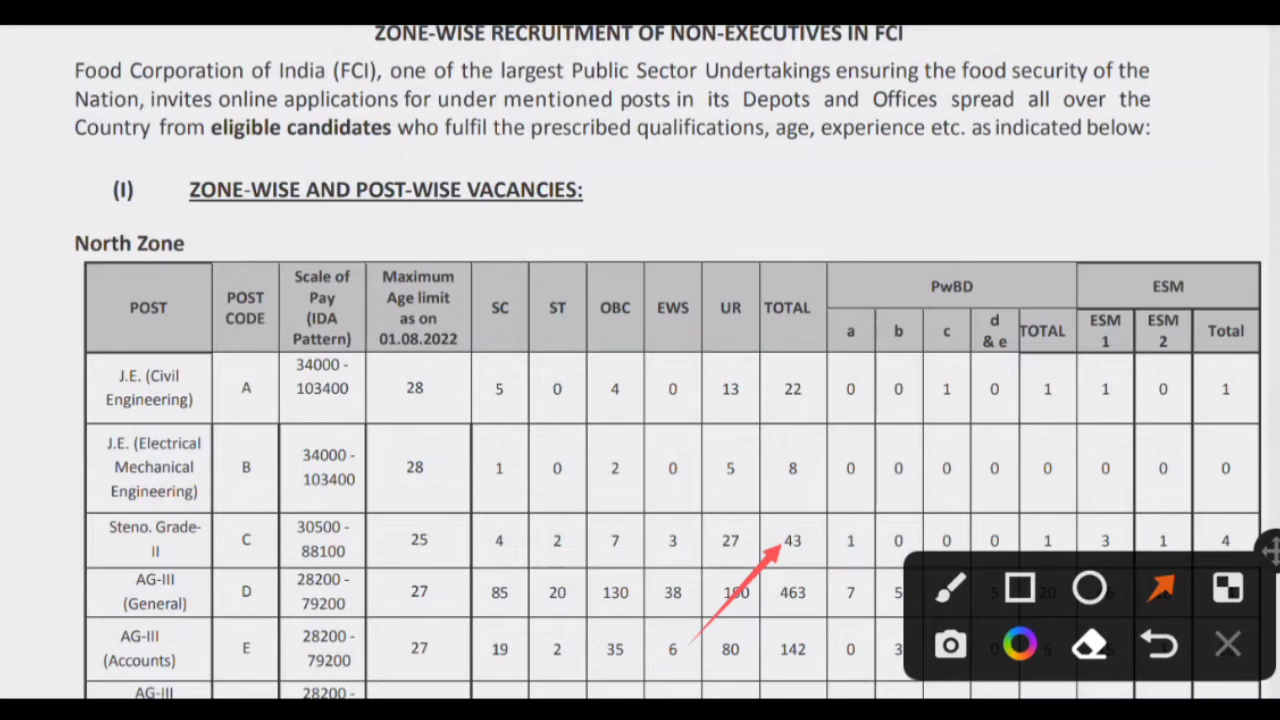 ZONE-WISE RECRUITMENT OF NON-EXECUTIVES IN FCI
Food Corporation of India (FCI), one of the largest Public Sector Undertakings ensuring the food security of the
Nation, invites online applications for under mentioned posts in its Depots and Offices spread all over the
Country from eligible candidates who fulfil the prescribed qualifications, age, experience etc. as indicated below:
(I) ZONE-WISE AND POST-WISE VACANCIES:
North Zone
POST POST CODE Scale of Pay (IDA Pattern) Maximum Age limit as on 01.08.2022 SC ST OBC EWS UR TOTAL PwBD ESM
a b c d & e TOTAL ESM 1 ESM 2 Total
J.E. (Civil Engineering) A 34000 - 103400 28 5 0 4 0 13 22 0 0 1 0 1 1 0 1
J.E. (Electrical Mechanical Engineering) B 34000 - 103400 28 1 0 2 0 5 8 0 0 0 0 0 0 0 0
Steno. Grade-II C 30500 - 88100 25 4 2 7 3 27 43 1 0 0 0 1 3 1 4
AG-III (General) D 28200 - 79200 27 85 20 130 38 190 463 7 5
AG-III (Accounts) E 28200 - 79200 27 19 2 35 6 80 142 0 3
AG-III 28200 -